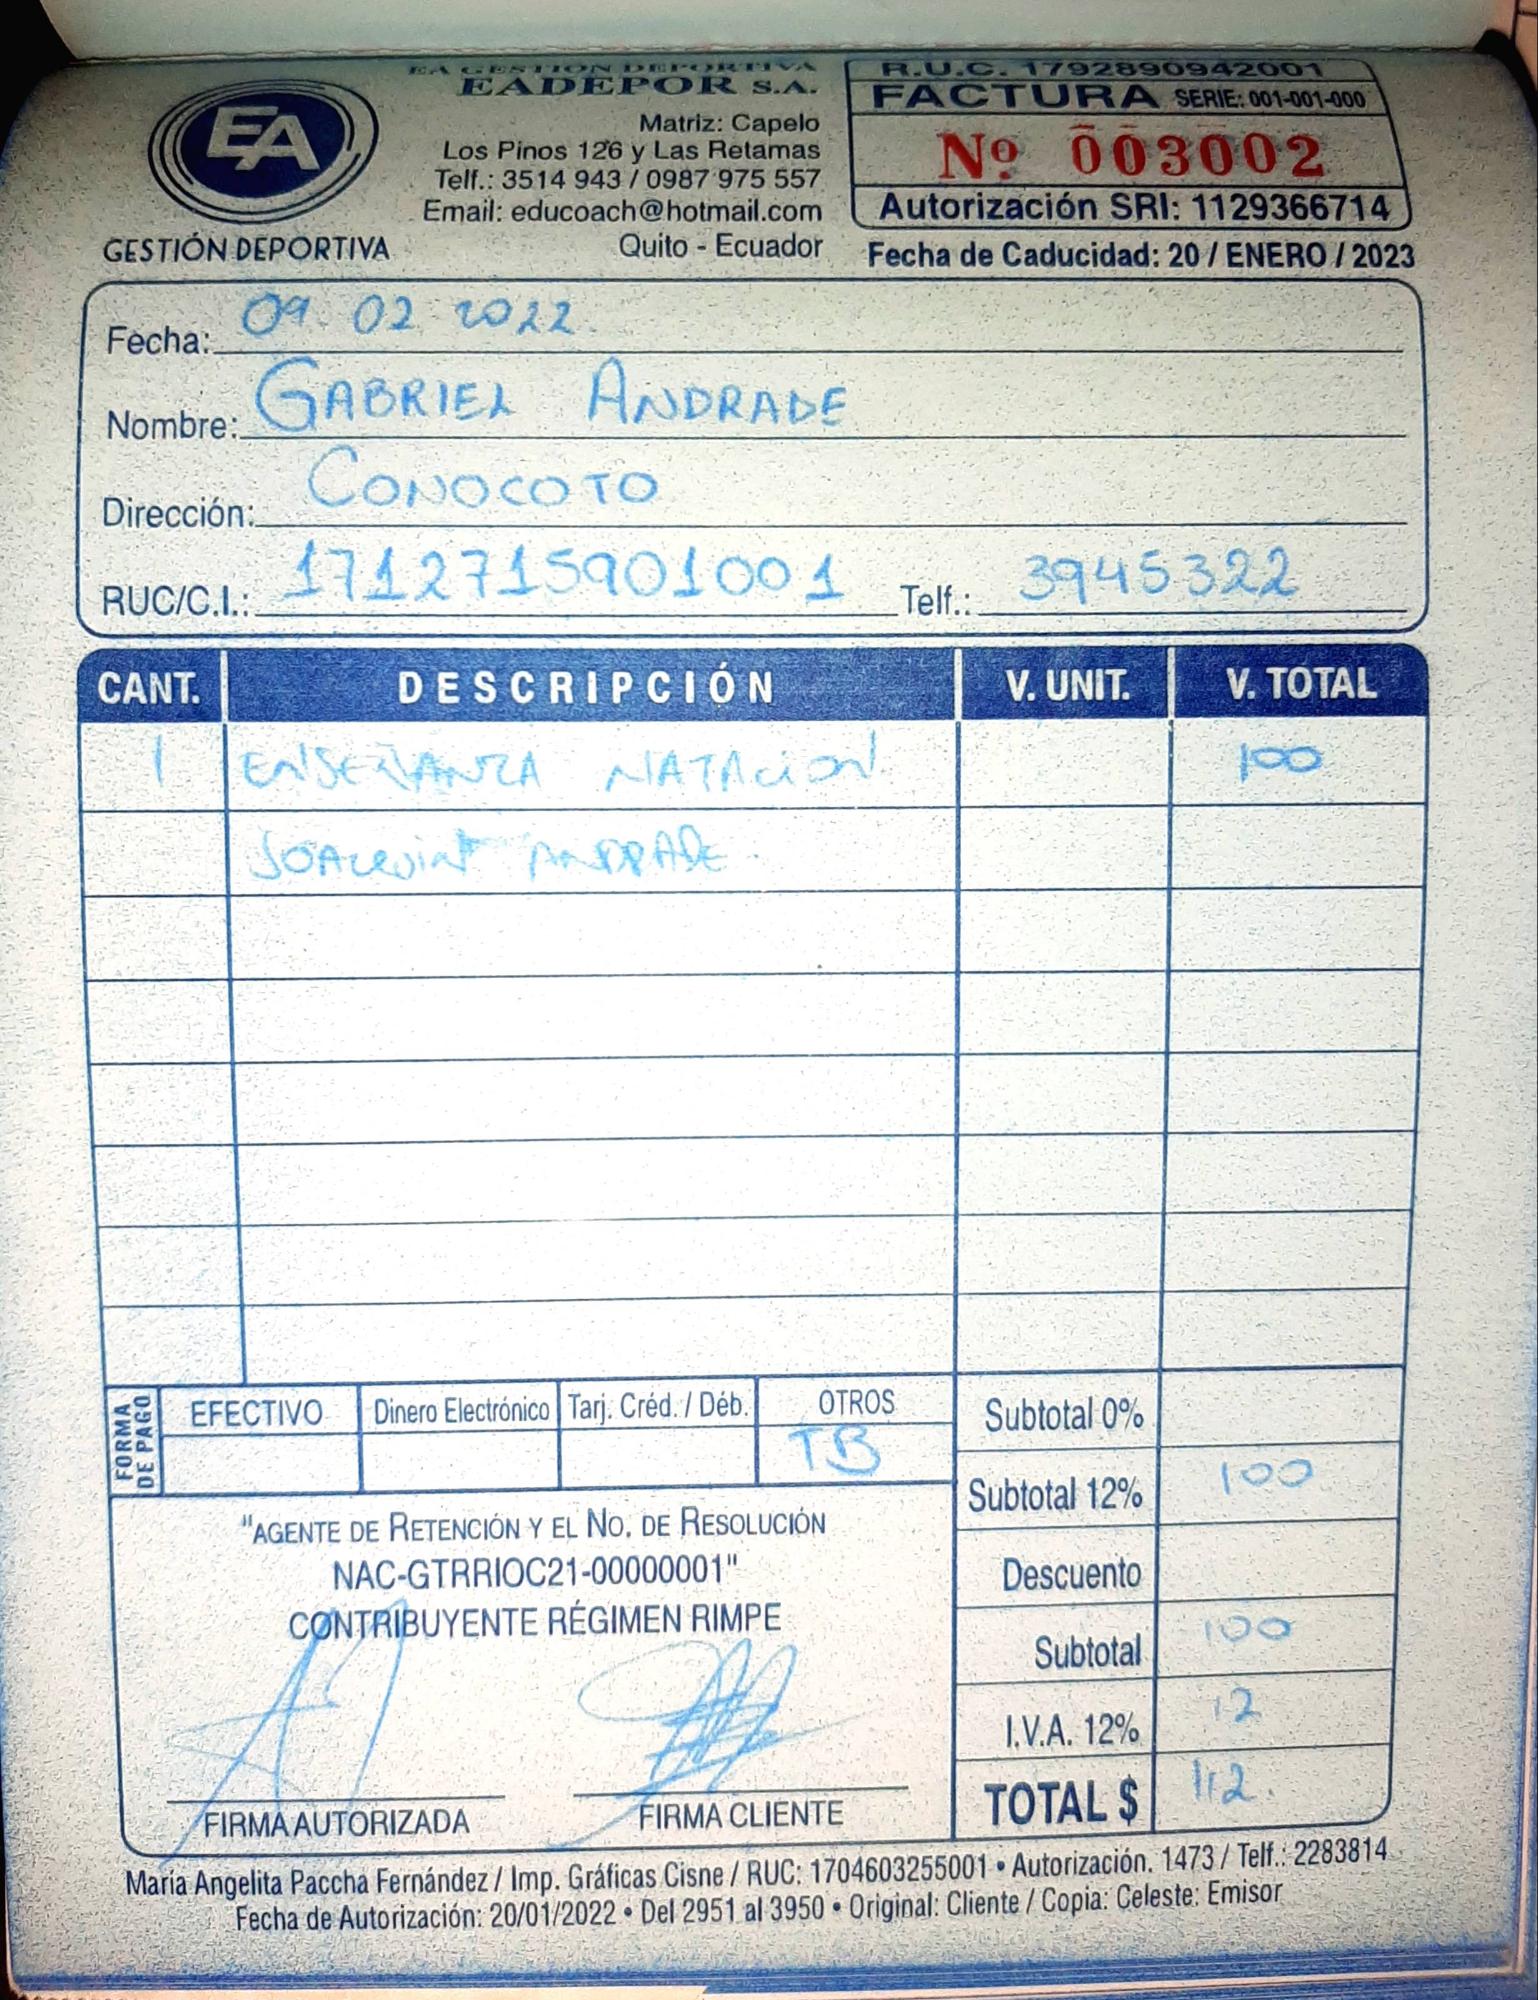 EA
GESTIÓN DEPORTIVA
EA GESTION DEPORTIVA
EADEPOR S.A.
Matriz: Capelo
Los Pinos 126 y Las Retamas
Telf.: 3514 943 / 0987 975 557
Email: educoach@hotmail.com
Quito - Ecuador
R.U.C. 1792890942001
FACTURA SERIE: 001-001-000
Nº 003002
Autorización SRI: 1129366714
Fecha de Caducidad: 20 / ENERO / 2023
Fecha: 09. 02 2022.
Nombre: GABRIEL ANDRADE
Dirección: CONOCOTO
RUC/C.I.: 1712715901001 Telf.: 3945322
CANT. DESCRIPCIÓN V. UNIT. V. TOTAL
1 ENSEÑANZA NATACION. 100
JOAQUIN ANDRADE.
FORMA DE PAGO
EFECTIVO Dinero Electrónico Tarj. Créd. / Déb. OTROS
TB
Subtotal 0%
Subtotal 12% 100
Descuento
Subtotal 100
I.V.A. 12% 12
TOTAL $ 112.
"AGENTE DE RETENCIÓN Y EL NO. DE RESOLUCIÓN
NAC-GTRRIOC21-00000001"
CONTRIBUYENTE RÉGIMEN RIMPE
FIRMA AUTORIZADA FIRMA CLIENTE
María Angelita Paccha Fernández / Imp. Gráficas Cisne / RUC: 1704603255001 • Autorización. 1473 / Telf.: 2283814
Fecha de Autorización: 20/01/2022 • Del 2951 al 3950 • Original: Cliente / Copia: Celeste: Emisor